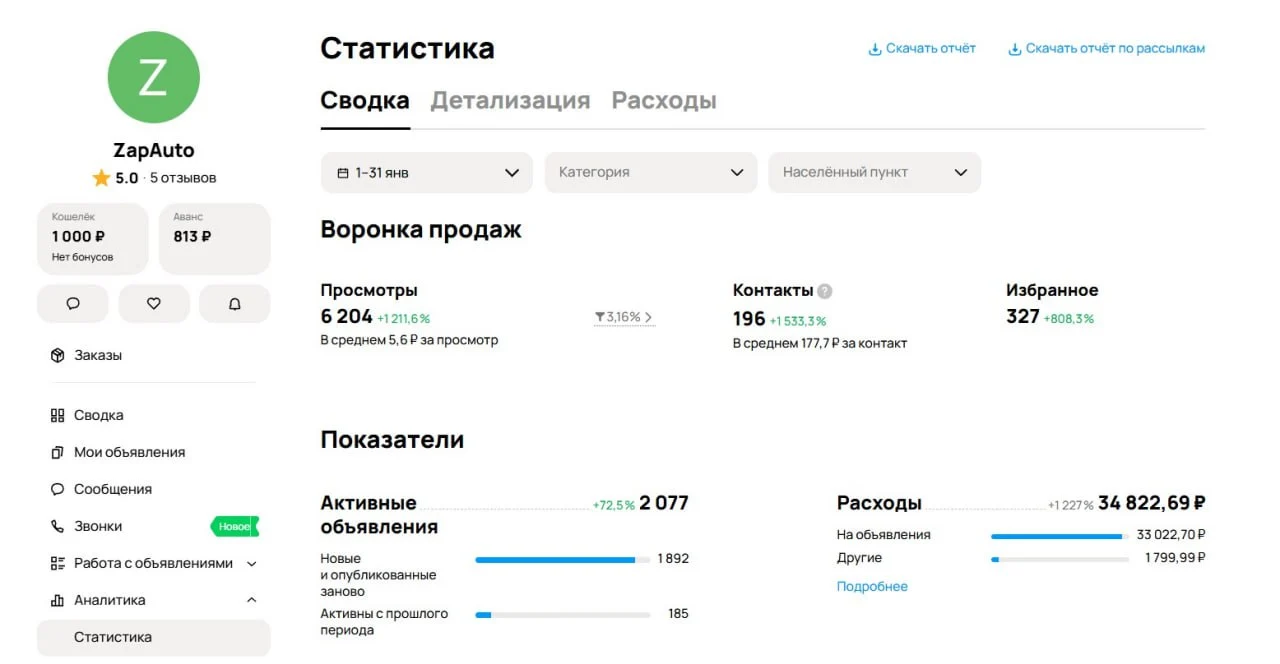 Z
ZapAuto
5.0 · 5 отзывов
Кошелёк
1 000 ₽
Нет бонусов
Аванс
813 ₽
Заказы
Сводка
Мои объявления
Сообщения
Звонки
Новое
Работа с объявлениями
Аналитика
Статистика
Статистика
Скачать отчёт
Скачать отчёт по рассылкам
Сводка Детализация Расходы
1–31 янв
Категория
Населённый пункт
Воронка продаж
Просмотры
6 204 +1 211,6%
В среднем 5,6 ₽ за просмотр
3,16%
Контакты ?
196 +1 533,3%
В среднем 177,7 ₽ за контакт
Избранное
327 +808,3%
Показатели
Активные +72,5% 2 077
объявления
Новые 1 892
и опубликованные
заново
Активны с прошлого 185
периода
Расходы +1 227% 34 822,69 ₽
На объявления 33 022,70 ₽
Другие 1 799,99 ₽
Подробнее